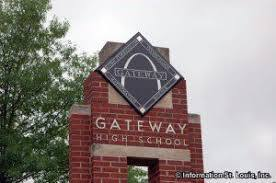 GATEWAY
GATEWAY
HIGH SCHOOL
© Information St. Louis, Inc.